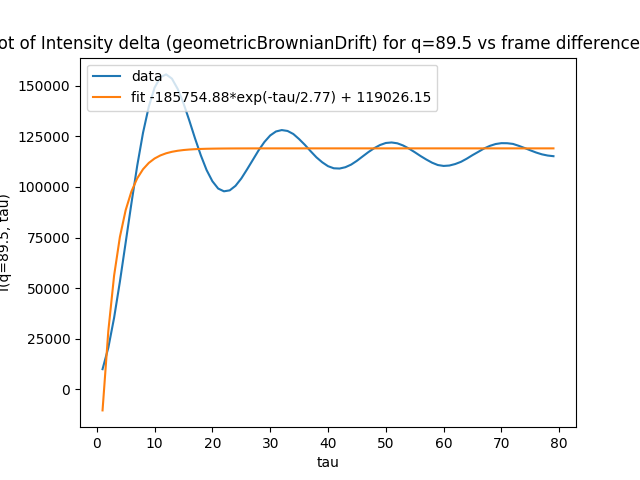 ot of Intensity delta (geometricBrownianDrift) for q=89.5 vs frame difference
data
fit -185754.88*exp(-tau/2.77) + 119026.15
150000
125000
100000
75000
50000
25000
0
(q=89.5, tau)
0 10 20 30 40 50 60 70 80
tau